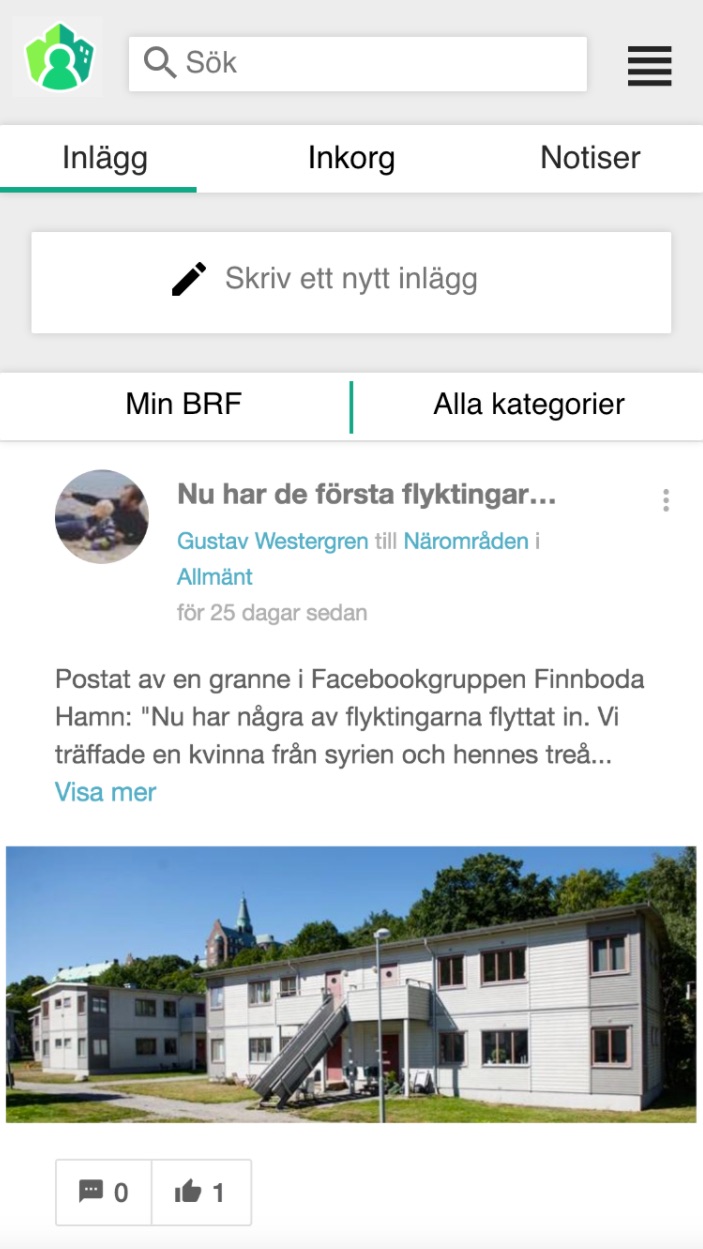 Sök
Inlägg Inkorg Notiser
Skriv ett nytt inlägg
Min BRF Alla kategorier
Nu har de första flyktingar...
Gustav Westergren till Närområden i
Allmänt
för 25 dagar sedan
Postat av en granne i Facebookgruppen Finnboda
Hamn: "Nu har några av flyktingarna flyttat in. Vi
träffade en kvinna från syrien och hennes treå...
Visa mer
0 1